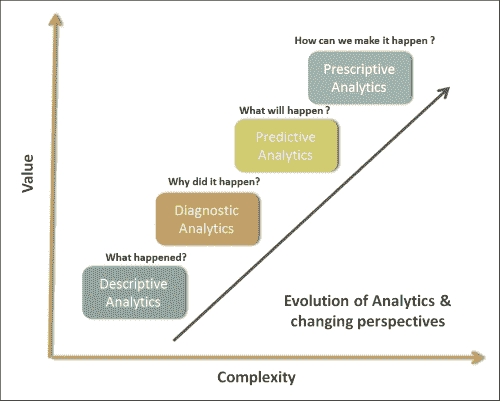 How can we make it happen ?
Prescriptive
Analytics
What will happen ?
Predictive
Analytics
Why did it happen?
Diagnostic
Analytics
What happened?
Descriptive
Analytics
Value
Evolution of Analytics &
changing perspectives
Complexity